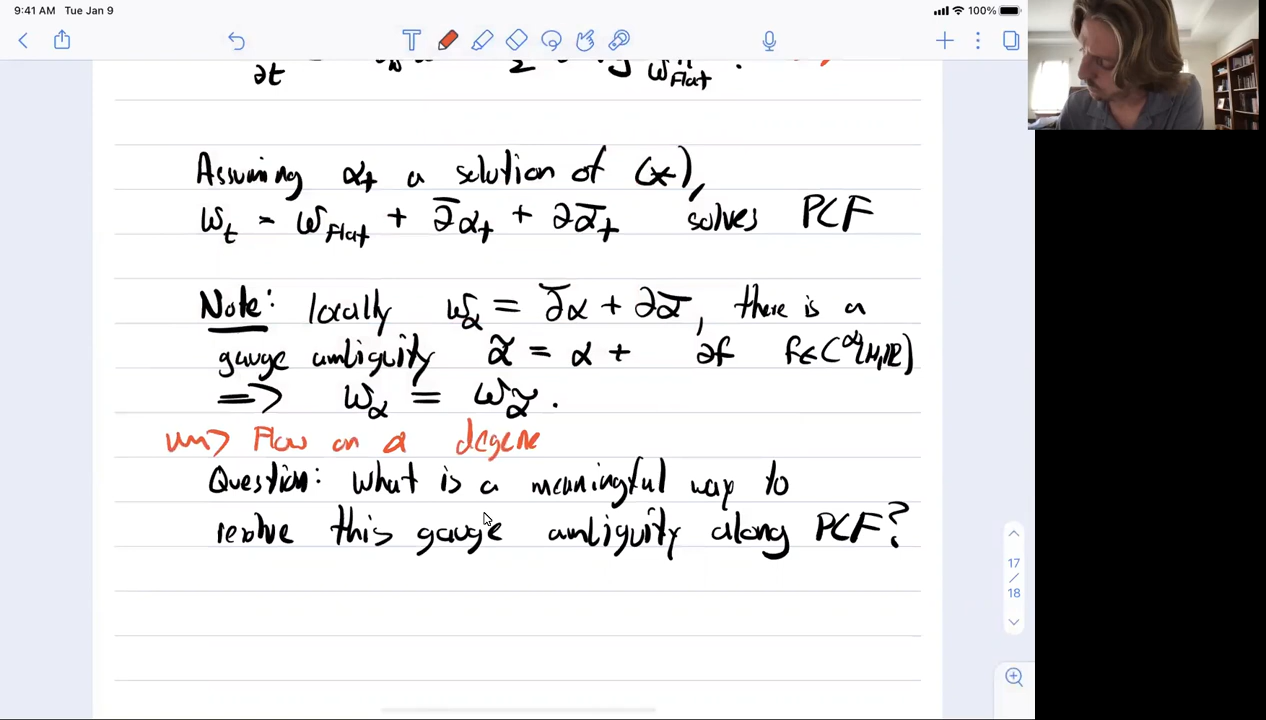 9:41 AM Tue Jan 9
100%
∂t 2 ω_Flat
Assuming α_t a solution of (*),
ω_t = ω_Flat + ∂̄α_t + ∂ᾱ_t solves PCF
Note: locally ω_α = ∂̄α + ∂ᾱ, there is a
gauge ambiguity α̃ = α + ∂f f∈C^∞(M,ℝ)
=> ω_α = ω_α̃.
~~> Flow on α degene
Question: What is a meaningful way to
resolve this gauge ambiguity along PCF?
17
/
18